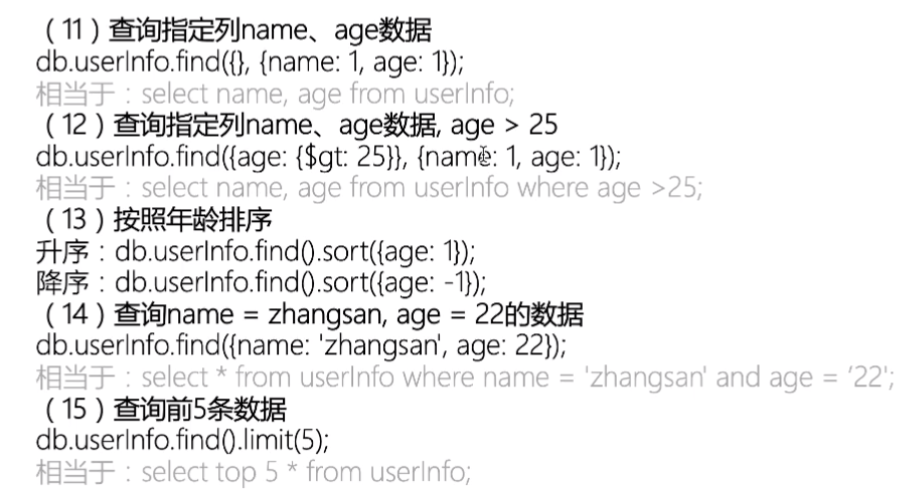 （11）查询指定列name、age数据
db.userInfo.find({}, {name: 1, age: 1});
相当于：select name, age from userInfo;
（12）查询指定列name、age数据, age > 25
db.userInfo.find({age: {$gt: 25}}, {name: 1, age: 1});
相当于：select name, age from userInfo where age >25;
（13）按照年龄排序
升序：db.userInfo.find().sort({age: 1});
降序：db.userInfo.find().sort({age: -1});
（14）查询name = zhangsan, age = 22的数据
db.userInfo.find({name: 'zhangsan', age: 22});
相当于：select * from userInfo where name = 'zhangsan' and age = ‘22';
（15）查询前5条数据
db.userInfo.find().limit(5);
相当于：select top 5 * from userInfo;